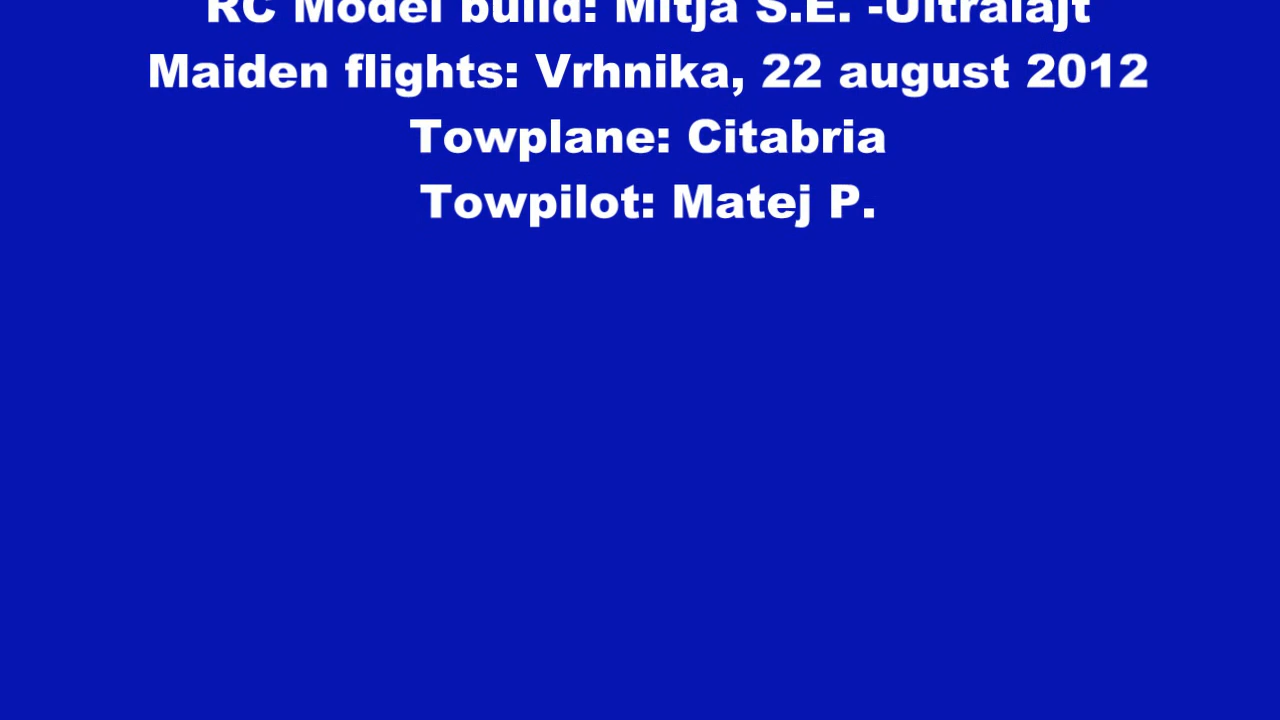 RC Model build: Mitja S.E. -Ultralajt
Maiden flights: Vrhnika, 22 august 2012
Towplane: Citabria
Towpilot: Matej P.